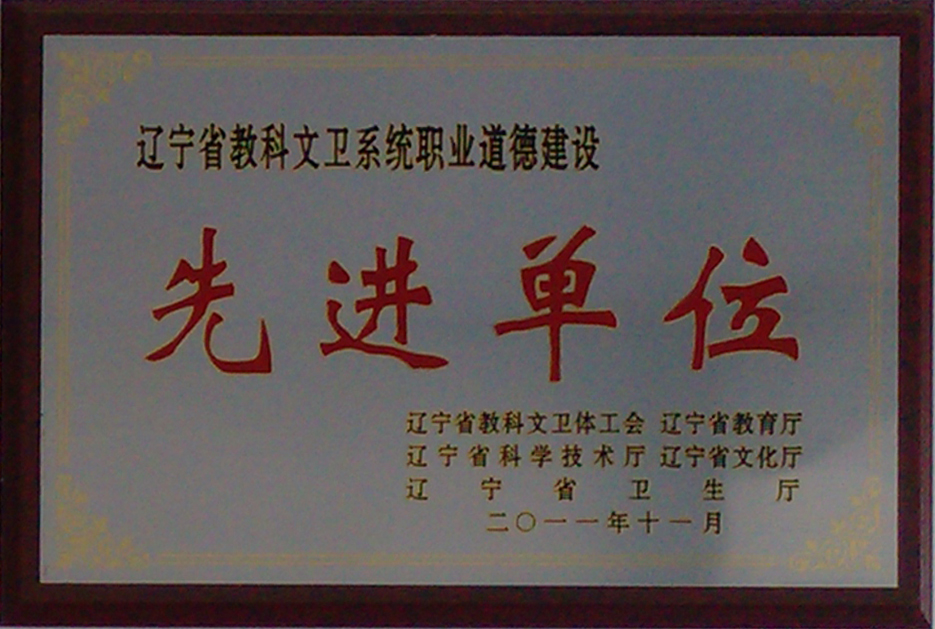 辽宁省教科文卫系统职业道德建设
先进单位
辽宁省教科文卫体工会 辽宁省教育厅
辽宁省科学技术厅 辽宁省文化厅
辽宁省卫生厅
二〇一一年十一月